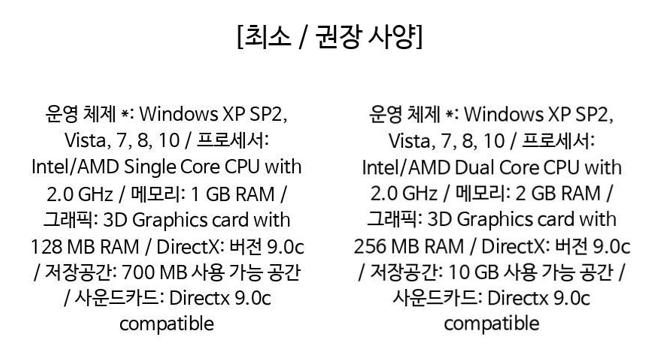 [최소 / 권장 사양]
운영 체제 *: Windows XP SP2,
Vista, 7, 8, 10 / 프로세서:
Intel/AMD Single Core CPU with
2.0 GHz / 메모리: 1 GB RAM /
그래픽: 3D Graphics card with
128 MB RAM / DirectX: 버전 9.0c
/ 저장공간: 700 MB 사용 가능 공간
/ 사운드카드: Directx 9.0c
compatible
운영 체제 *: Windows XP SP2,
Vista, 7, 8, 10 / 프로세서:
Intel/AMD Dual Core CPU with
2.0 GHz / 메모리: 2 GB RAM /
그래픽: 3D Graphics card with
256 MB RAM / DirectX: 버전 9.0c
/ 저장공간: 10 GB 사용 가능 공간 /
사운드카드: Directx 9.0c
compatible